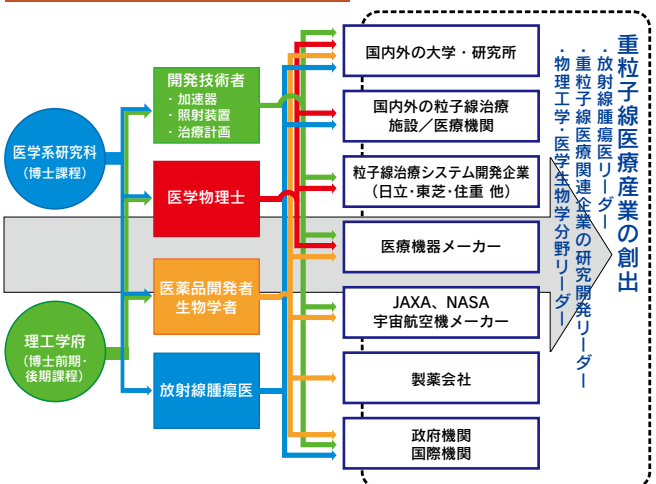 医学系研究科
(博士課程)
理工学府
(博士前期・
後期課程)
開発技術者
・加速器
・照射装置
・治療計画
医学物理士
医薬品開発者
生物学者
放射線腫瘍医
国内外の大学・研究所
国内外の粒子線治療
施設／医療機関
粒子線治療システム開発企業
(日立・東芝・住重 他)
医療機器メーカー
JAXA、NASA
宇宙航空機メーカー
製薬会社
政府機関
国際機関
重粒子線医療産業の創出
・放射線腫瘍医リーダー
・重粒子線医療関連企業の研究開発リーダー
・物理工学・医学生物学分野リーダー